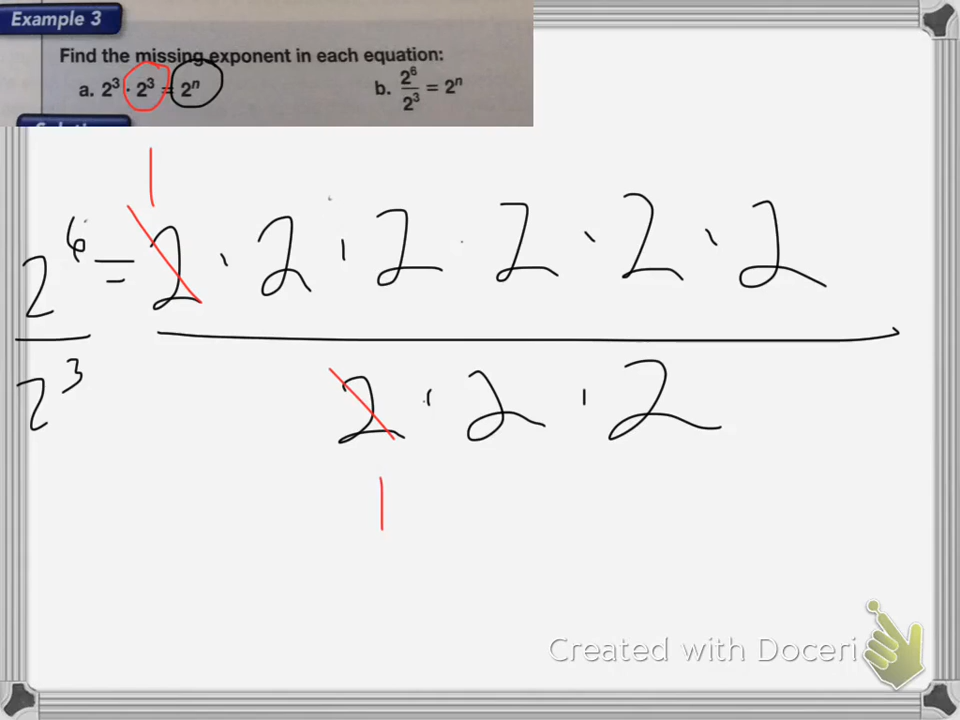 Example 3
Find the missing exponent in each equation:
a. 2³ · 2³ = 2ⁿ
b. 2⁶/2³ = 2ⁿ
1
2⁶/2³ = 2 · 2 · 2 · 2 · 2 · 2
2 · 2 · 2
1
Created with Doceri